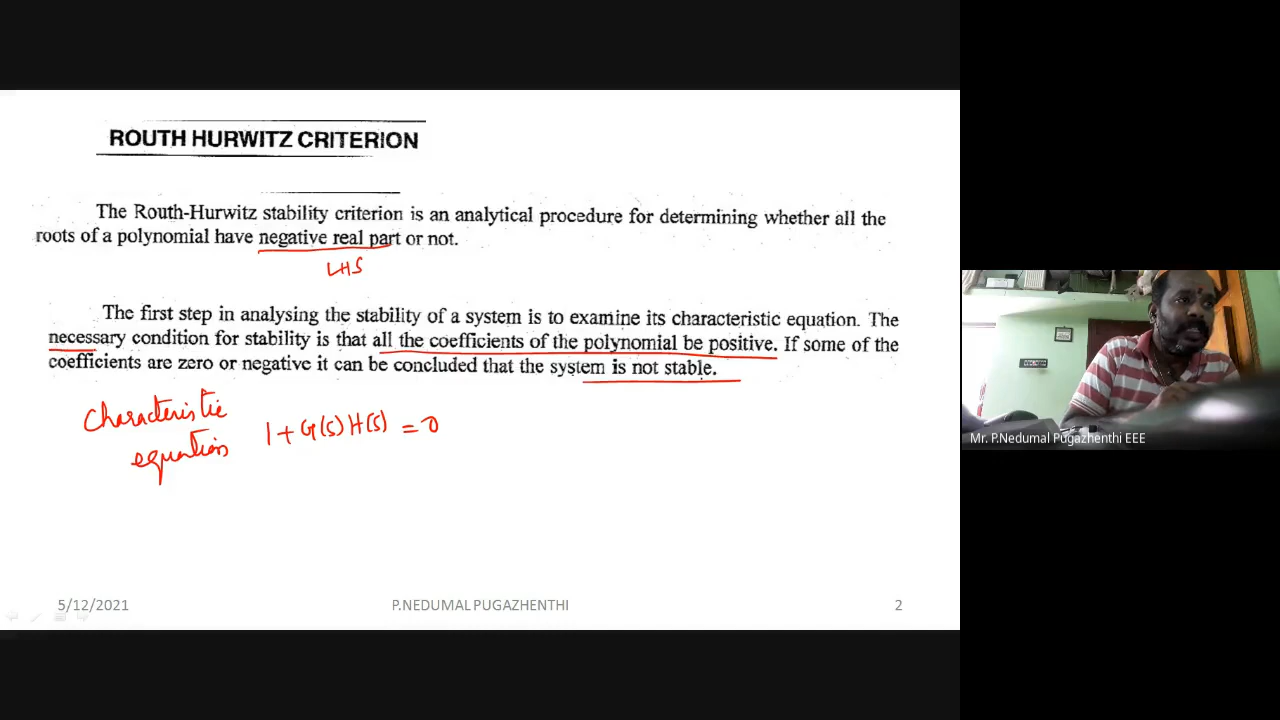 ROUTH HURWITZ CRITERION
The Routh-Hurwitz stability criterion is an analytical procedure for determining whether all the
roots of a polynomial have negative real part or not.
LHS
The first step in analysing the stability of a system is to examine its characteristic equation. The
necessary condition for stability is that all the coefficients of the polynomial be positive. If some of the
coefficients are zero or negative it can be concluded that the system is not stable.
Characteristic
equation 1+G(s)H(s) = 0
Mr. P.Nedumal Pugazhenthi EEE
5/12/2021 P.NEDUMAL PUGAZHENTHI 2